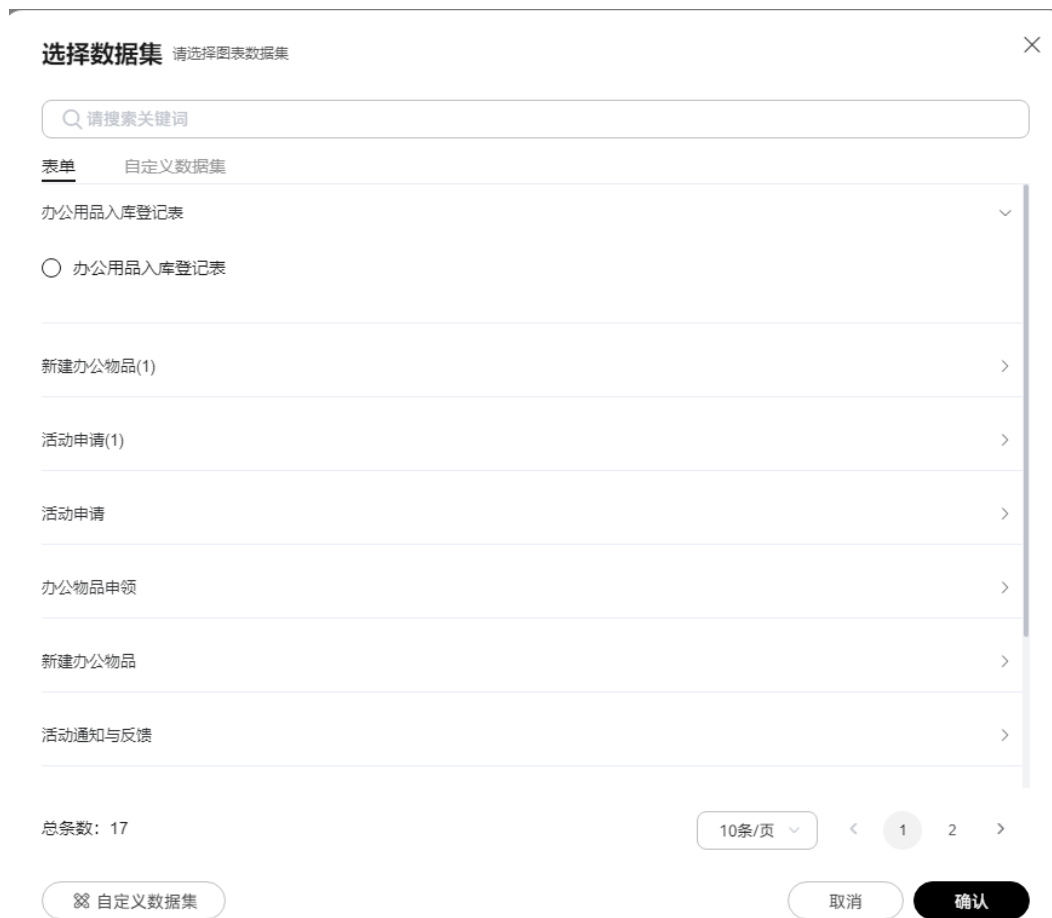 选择数据集 请选择图表数据集
请搜索关键词
表单 自定义数据集
办公用品入库登记表
办公用品入库登记表
新建办公物品(1)
活动申请(1)
活动申请
办公物品申领
新建办公物品
活动通知与反馈
总条数：17 10条/页 1 2
自定义数据集 取消 确认